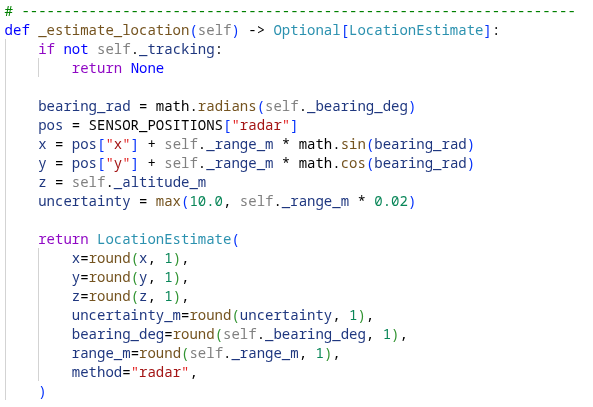 # ------------------------------------------------------------------
def _estimate_location(self) -> Optional[LocationEstimate]:
    if not self._tracking:
        return None

    bearing_rad = math.radians(self._bearing_deg)
    pos = SENSOR_POSITIONS["radar"]
    x = pos["x"] + self._range_m * math.sin(bearing_rad)
    y = pos["y"] + self._range_m * math.cos(bearing_rad)
    z = self._altitude_m
    uncertainty = max(10.0, self._range_m * 0.02)

    return LocationEstimate(
        x=round(x, 1),
        y=round(y, 1),
        z=round(z, 1),
        uncertainty_m=round(uncertainty, 1),
        bearing_deg=round(self._bearing_deg, 1),
        range_m=round(self._range_m, 1),
        method="radar",
    )